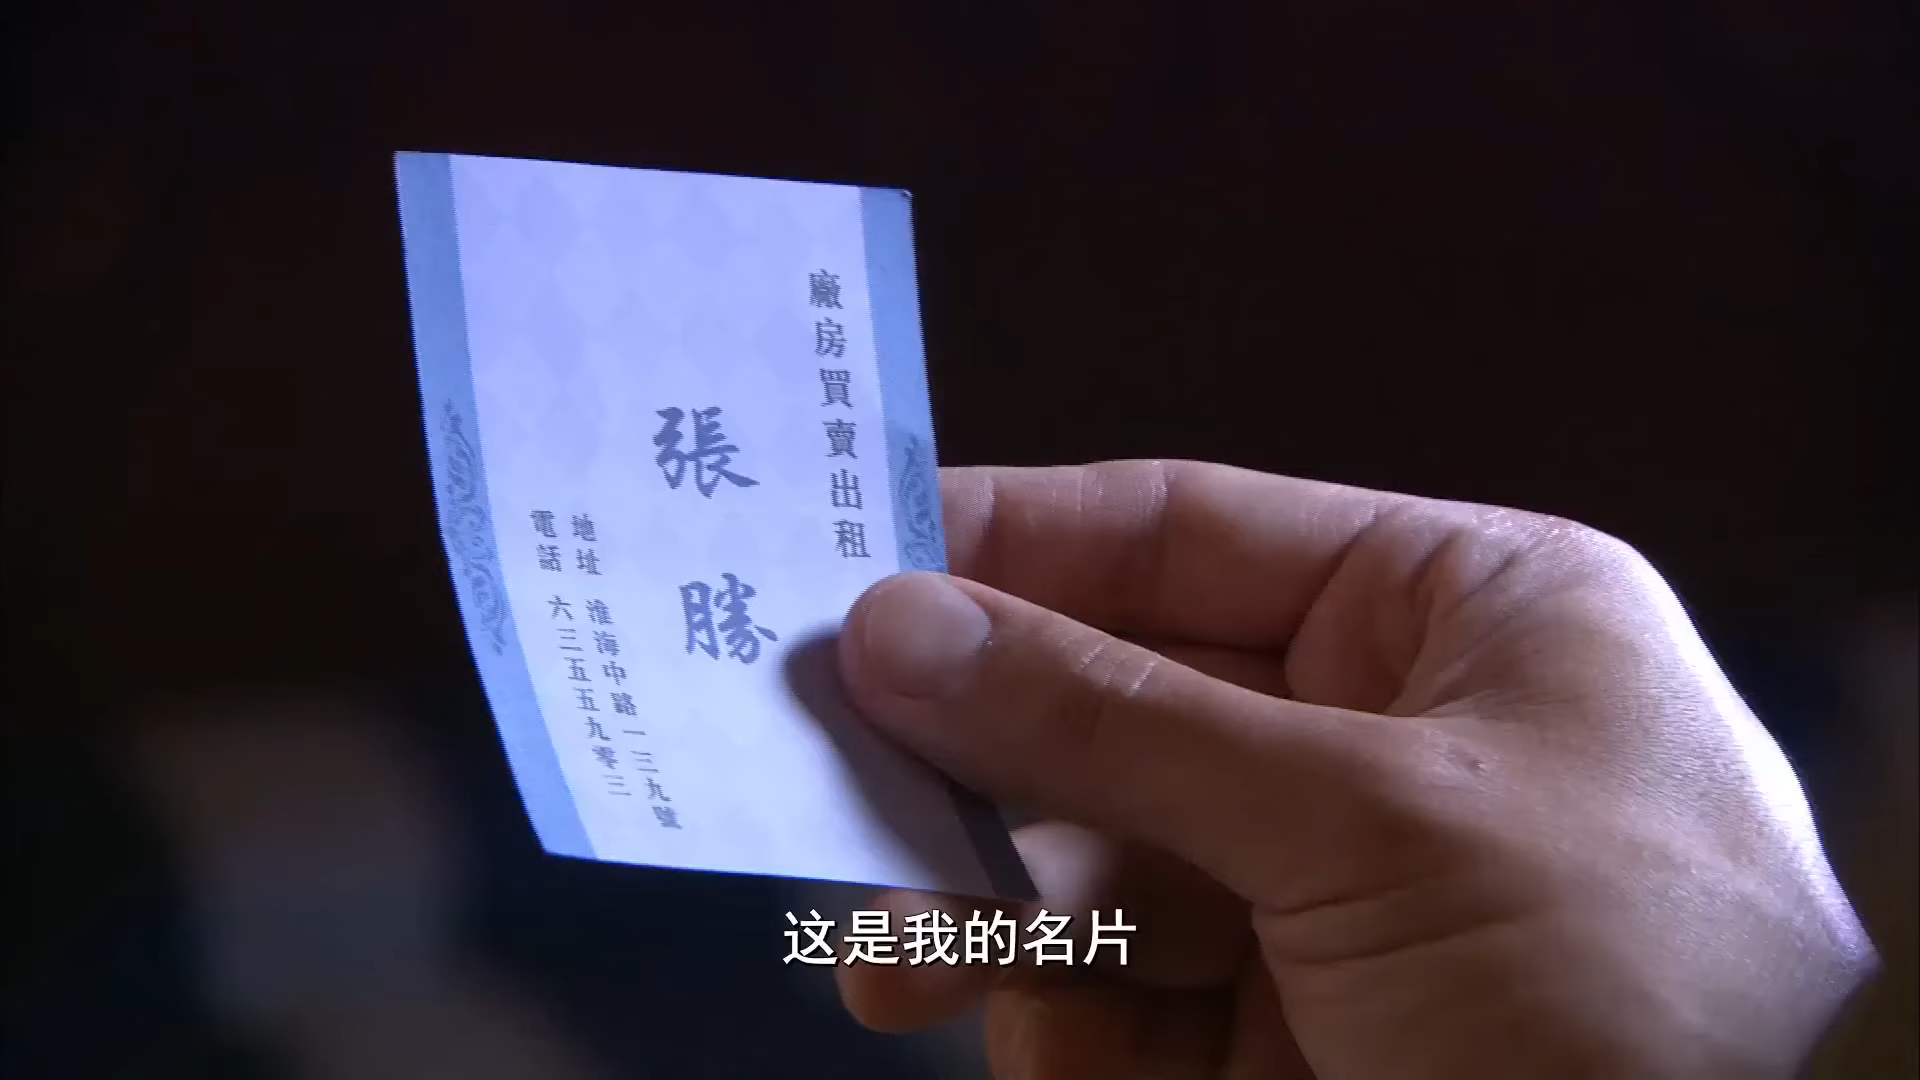 廠房買賣出租
張勝
地址 淮海中路一三九號
電話 六三五五九零三
这是我的名片